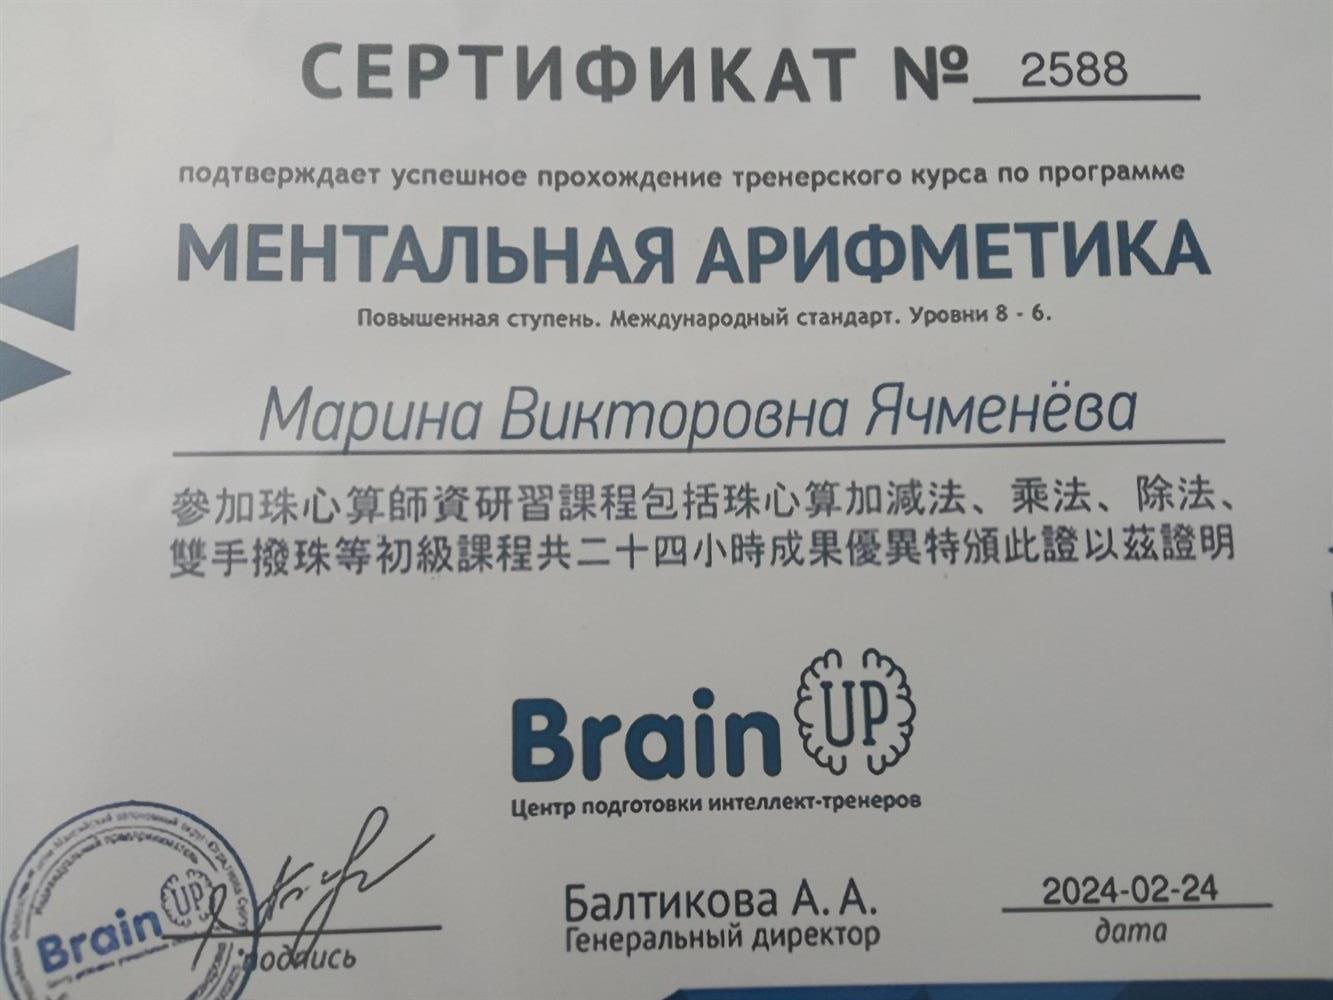 СЕРТИФИКАТ № 2588
подтверждает успешное прохождение тренерского курса по программе
МЕНТАЛЬНАЯ АРИФМЕТИКА
Повышенная ступень. Международный стандарт. Уровни 8 - 6.
Марина Викторовна Ячменёва
參加珠心算師資研習課程包括珠心算加減法、乘法、除法、
雙手撥珠等初級課程共二十四小時成果優異特頒此證以茲證明
Brain UP
Центр подготовки интеллект-тренеров
Индивидуальный предприниматель
Brain UP
подпись
Балтикова А. А.
Генеральный директор
2024-02-24
дата